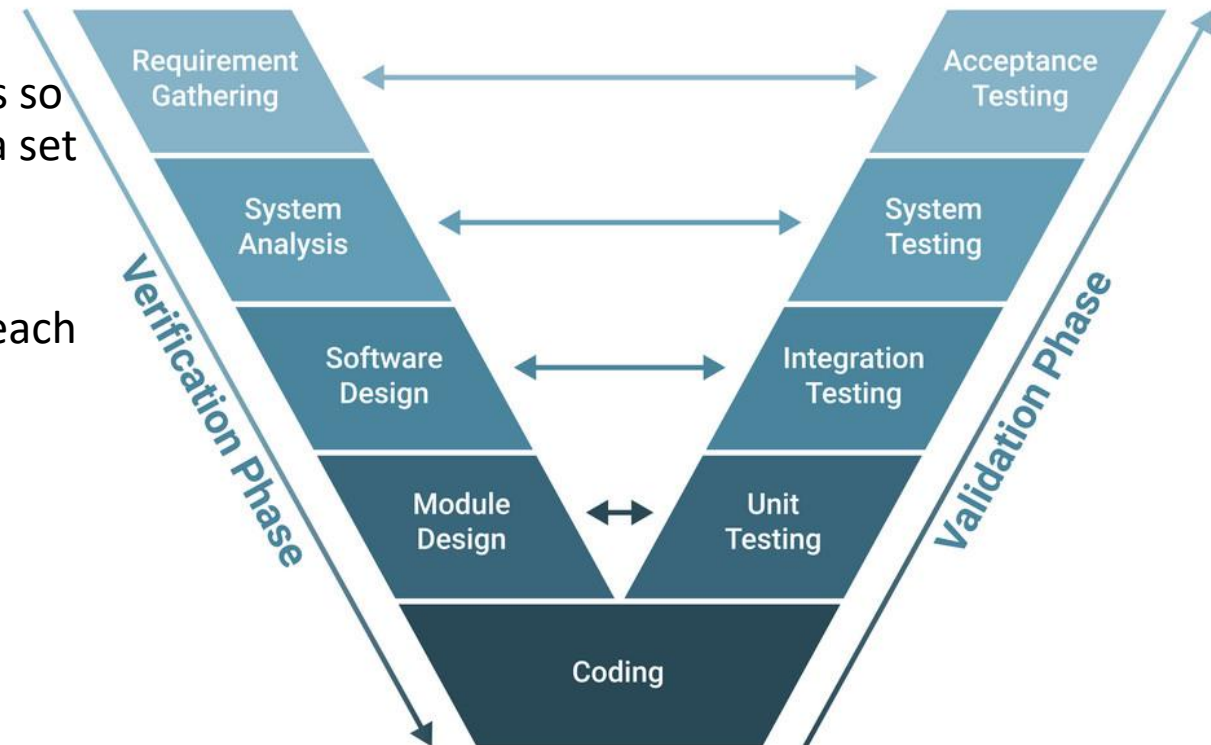 s so
a set
each
Requirement
Gathering
Acceptance
Testing
System
Analysis
System
Testing
Software
Design
Integration
Testing
Module
Design
Unit
Testing
Coding
Verification Phase
Validation Phase